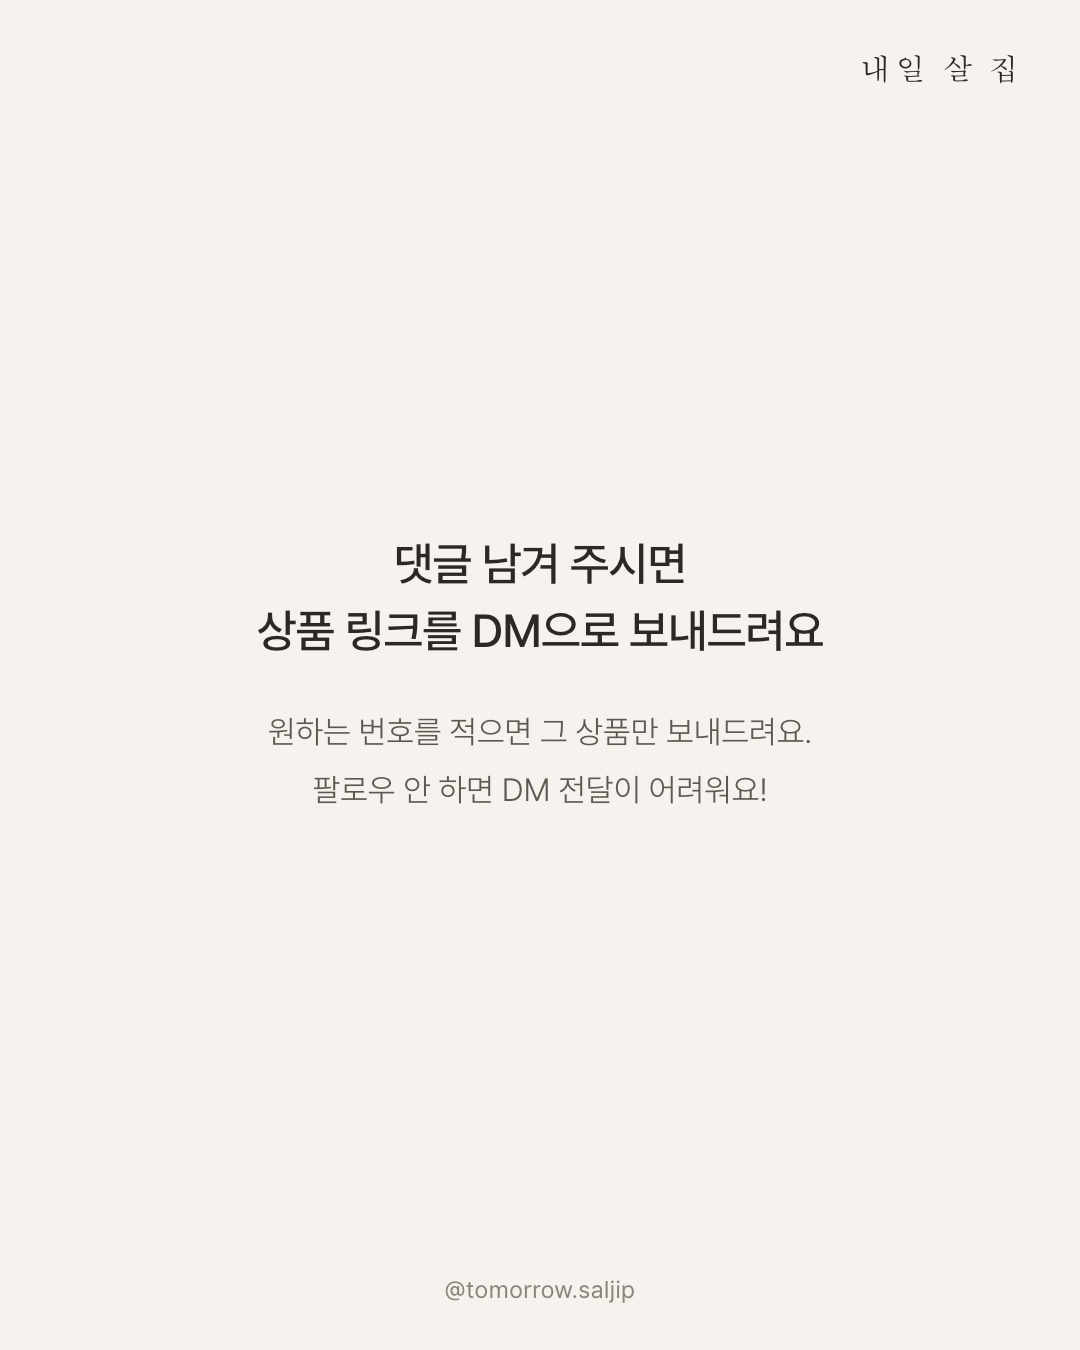 내일 살 집
댓글 남겨 주시면
상품 링크를 DM으로 보내드려요
원하는 번호를 적으면 그 상품만 보내드려요.
팔로우 안 하면 DM 전달이 어려워요!
@tomorrow.saljip